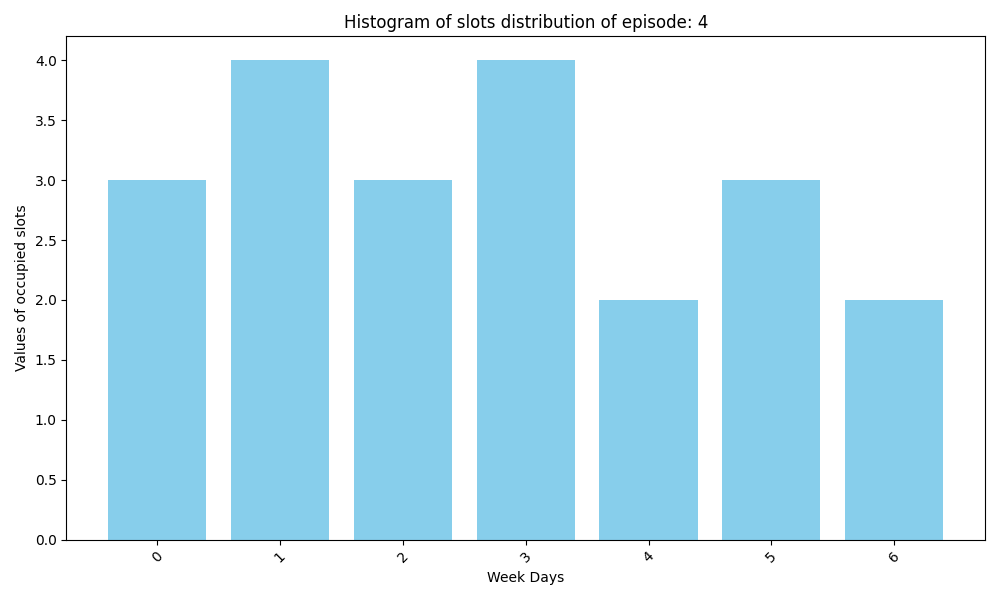 Histogram of slots distribution of episode: 4
Values of occupied slots
4.0
3.5
3.0
2.5
2.0
1.5
1.0
0.5
0.0
0 1 2 3 4 5 6
Week Days